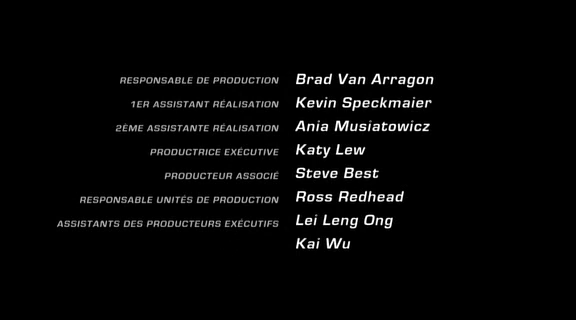 RESPONSABLE DE PRODUCTION Brad Van Arragon
1ER ASSISTANT RÉALISATION Kevin Speckmaier
2ÈME ASSISTANTE RÉALISATION Ania Musiatowicz
PRODUCTRICE EXÉCUTIVE Katy Lew
PRODUCTEUR ASSOCIÉ Steve Best
RESPONSABLE UNITÉS DE PRODUCTION Ross Redhead
ASSISTANTS DES PRODUCTEURS EXÉCUTIFS Lei Leng Ong
Kai Wu